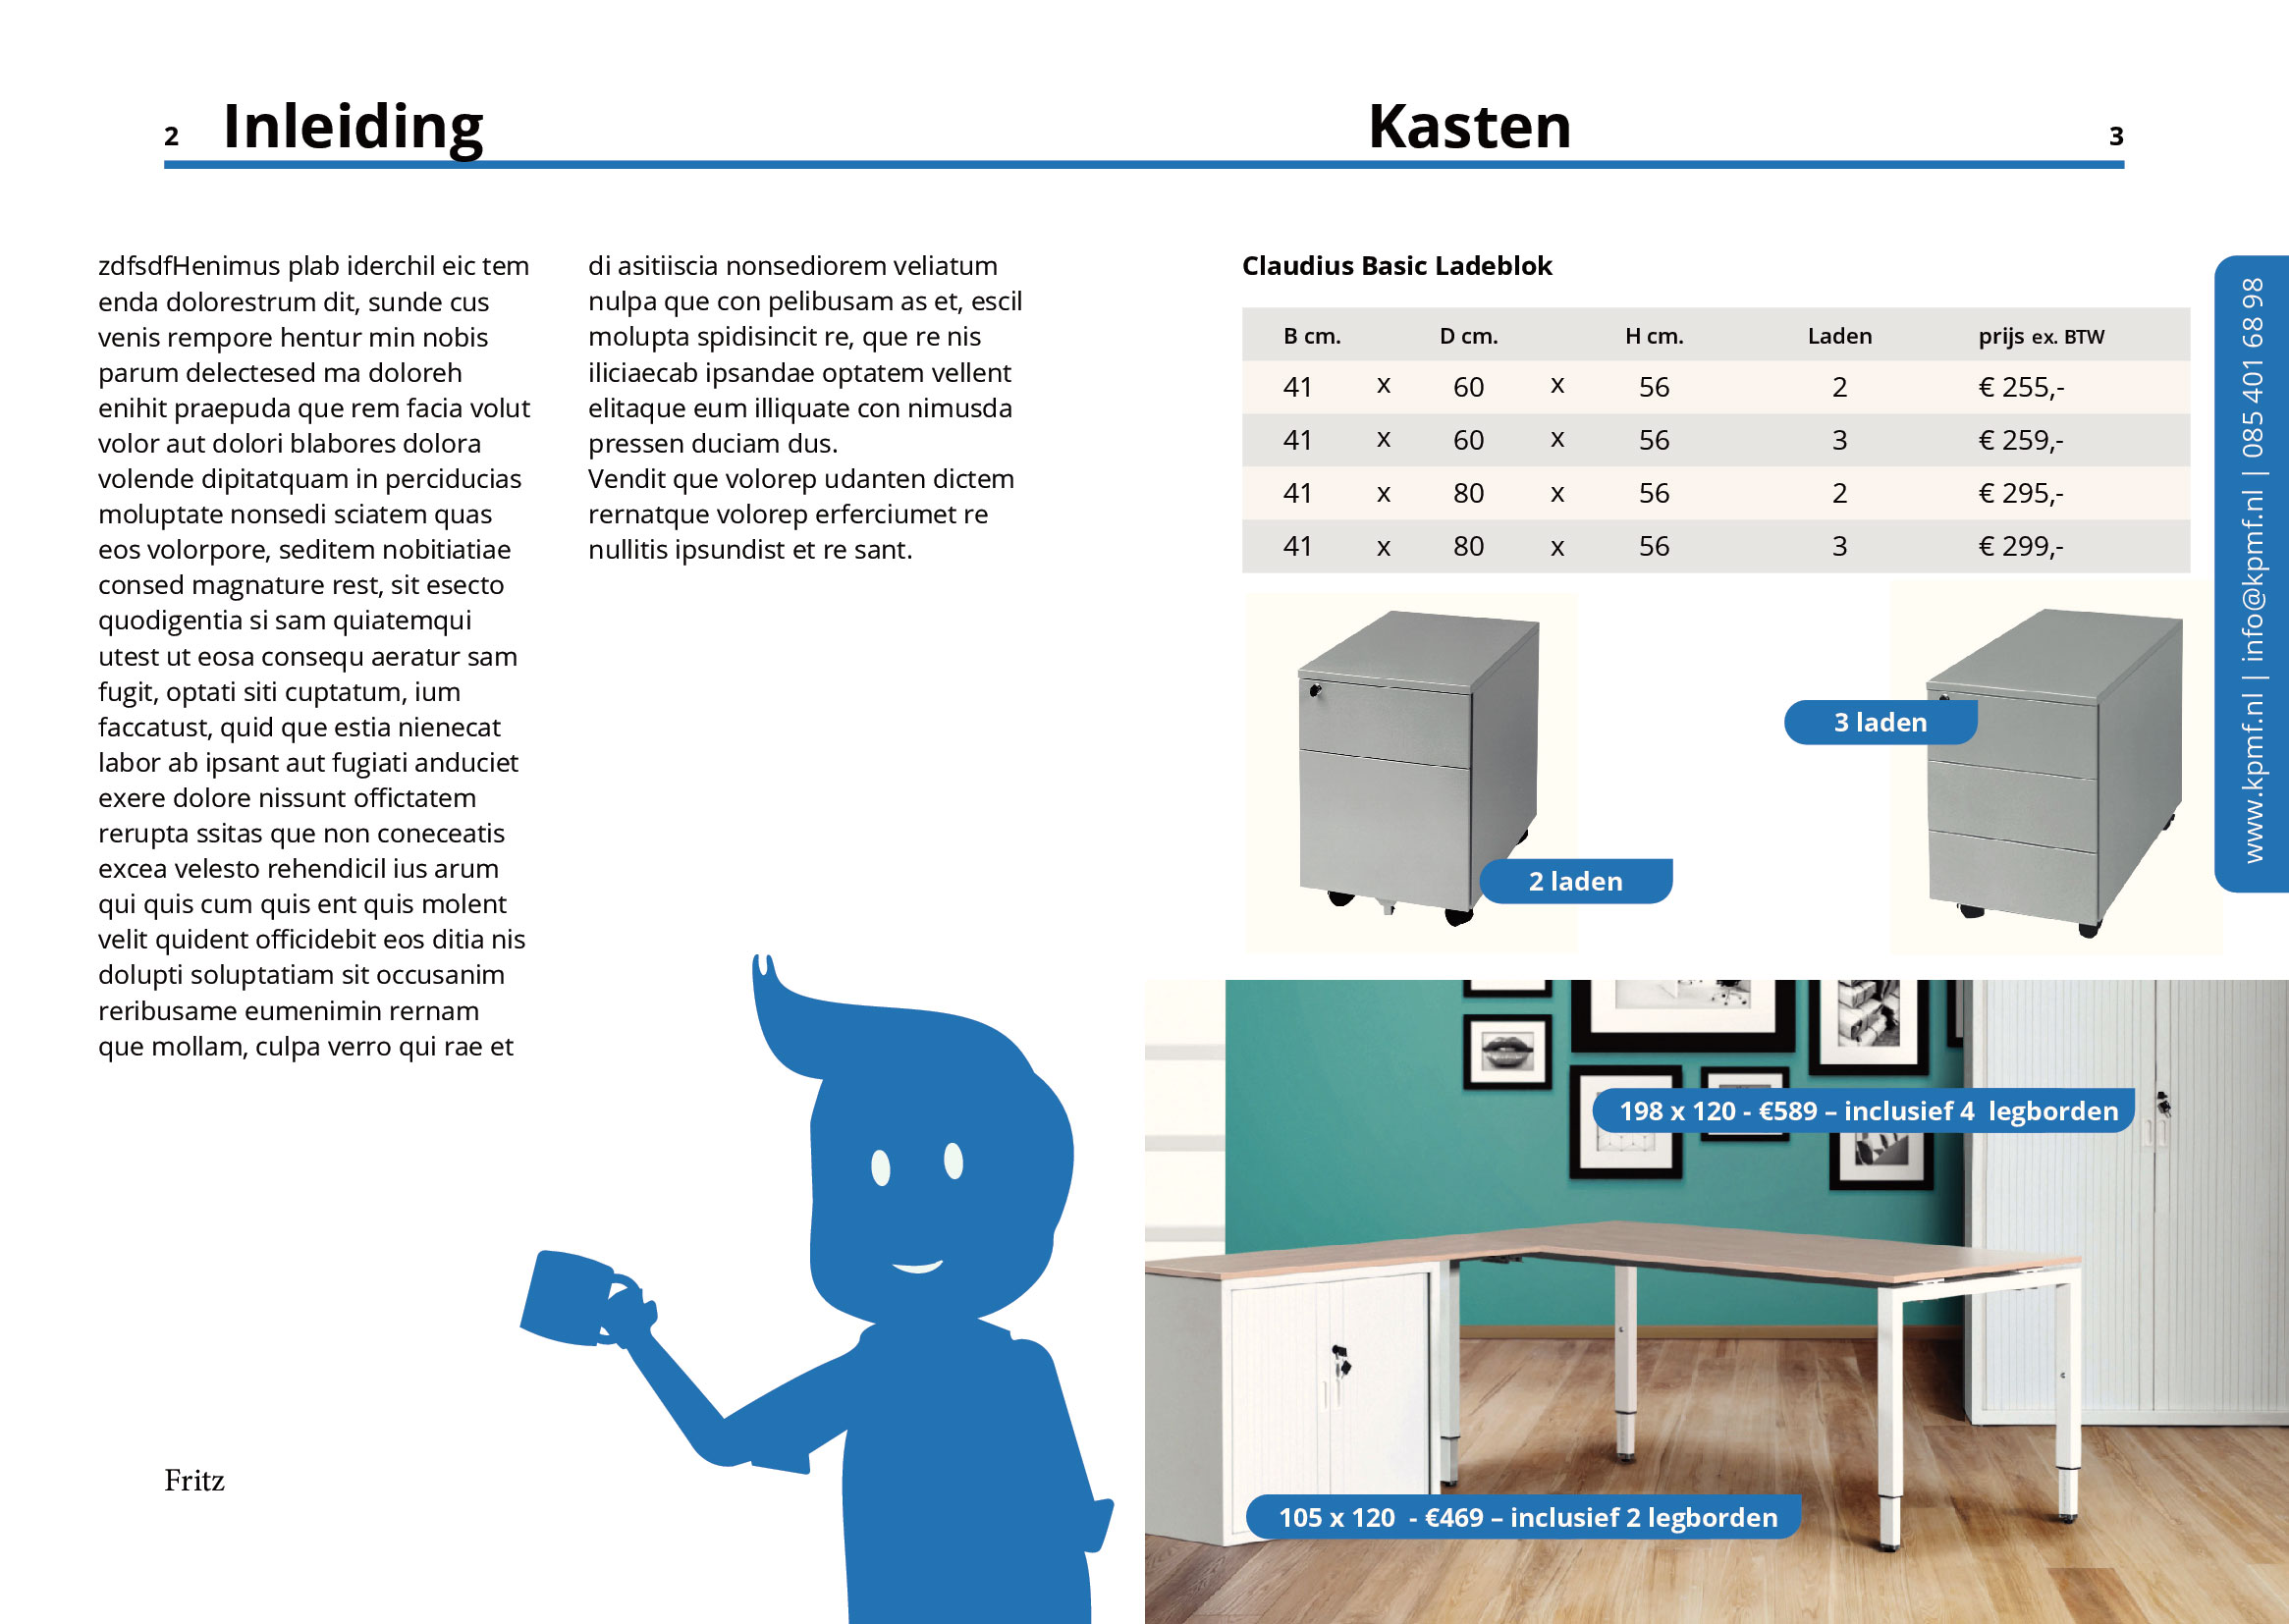 2 Inleiding
zdfsdfHenimus plab iderchil eic tem
enda dolorestrum dit, sunde cus
venis rempore hentur min nobis
parum delectesed ma doloreh
enihit praepuda que rem facia volut
volor aut dolori blabores dolora
volende dipitatquam in perciducias
moluptate nonsedi sciatem quas
eos volorpore, seditem nobitiatiae
consed magnature rest, sit esecto
quodigentia si sam quiatemqui
utest ut eosa consequ aeratur sam
fugit, optati siti cuptatum, ium
faccatust, quid que estia nienecat
labor ab ipsant aut fugiati anduciet
exere dolore nissunt offictatem
rerupta ssitas que non coneceatis
excea velesto rehendicil ius arum
qui quis cum quis ent quis molent
velit quident officidebit eos ditia nis
dolupti soluptatiam sit occusanim
reribusame eumenimin rernam
que mollam, culpa verro qui rae et
di asitiiscia nonsediorem veliatum
nulpa que con pelibusam as et, escil
molupta spidisincit re, que re nis
iliciaecab ipsandae optatem vellent
elitaque eum illiquate con nimusda
pressen duciam dus.
Vendit que volorep udanten dictem
rernatque volorep erferciumet re
nullitis ipsundist et re sant.
Fritz
Kasten 3
Claudius Basic Ladeblok
B cm. D cm. H cm. Laden prijs ex. BTW
41 x 60 x 56 2 € 255,-
41 x 60 x 56 3 € 259,-
41 x 80 x 56 2 € 295,-
41 x 80 x 56 3 € 299,-
3 laden
2 laden
198 x 120 - €589 – inclusief 4 legborden
105 x 120 - €469 – inclusief 2 legborden
www.kpmf.nl | info@kpmf.nl | 085 401 68 98